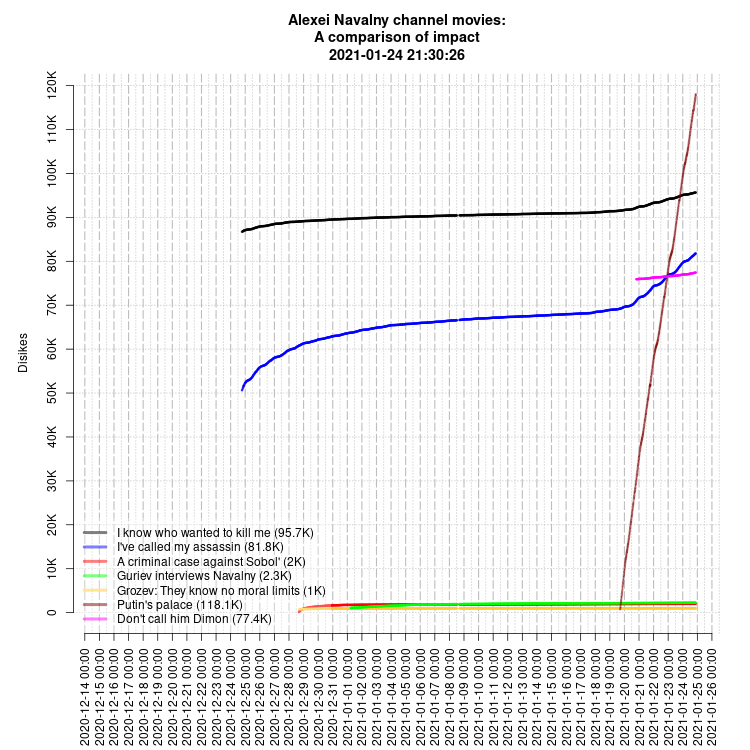 Alexei Navalny channel movies:
A comparison of impact
2021-01-24 21:30:26
Disikes
120K
110K
100K
90K
80K
70K
60K
50K
40K
30K
20K
10K
0
I know who wanted to kill me (95.7K)
I've called my assassin (81.8K)
A criminal case against Sobol' (2K)
Guriev interviews Navalny (2.3K)
Grozev: They know no moral limits (1K)
Putin's palace (118.1K)
Don't call him Dimon (77.4K)
2020-12-14 00:00
2020-12-15 00:00
2020-12-16 00:00
2020-12-17 00:00
2020-12-18 00:00
2020-12-19 00:00
2020-12-20 00:00
2020-12-21 00:00
2020-12-22 00:00
2020-12-23 00:00
2020-12-24 00:00
2020-12-25 00:00
2020-12-26 00:00
2020-12-27 00:00
2020-12-28 00:00
2020-12-29 00:00
2020-12-30 00:00
2020-12-31 00:00
2021-01-01 00:00
2021-01-02 00:00
2021-01-03 00:00
2021-01-04 00:00
2021-01-05 00:00
2021-01-06 00:00
2021-01-07 00:00
2021-01-08 00:00
2021-01-09 00:00
2021-01-10 00:00
2021-01-11 00:00
2021-01-12 00:00
2021-01-13 00:00
2021-01-14 00:00
2021-01-15 00:00
2021-01-16 00:00
2021-01-17 00:00
2021-01-18 00:00
2021-01-19 00:00
2021-01-20 00:00
2021-01-21 00:00
2021-01-22 00:00
2021-01-23 00:00
2021-01-24 00:00
2021-01-25 00:00
2021-01-26 00:00